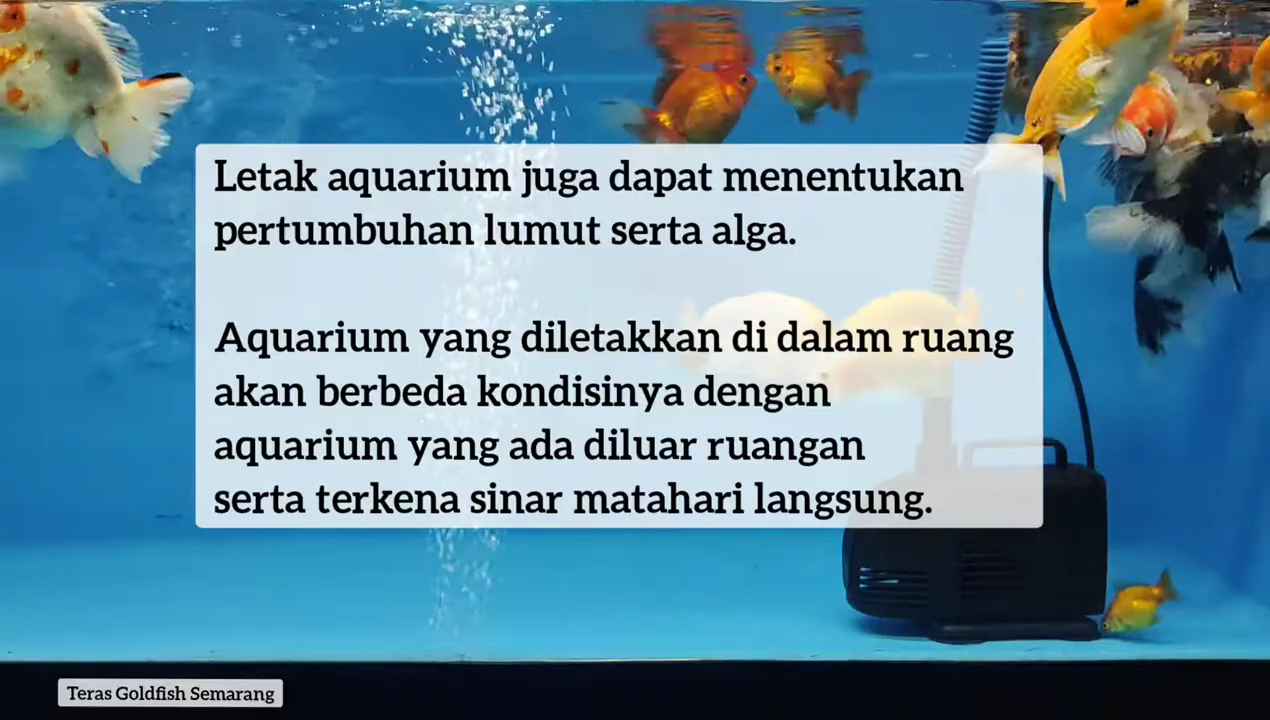 Letak aquarium juga dapat menentukan
pertumbuhan lumut serta alga.
Aquarium yang diletakkan di dalam ruang
akan berbeda kondisinya dengan
aquarium yang ada diluar ruangan
serta terkena sinar matahari langsung.
Teras Goldfish Semarang